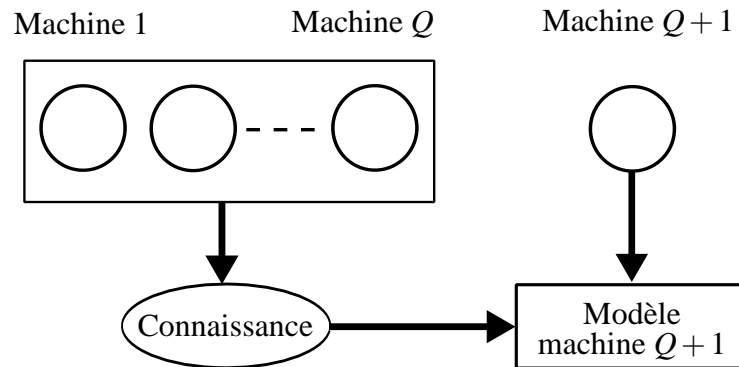 Machine 1
Machine Q
Machine Q + 1
Connaissance
Modèle
machine Q + 1